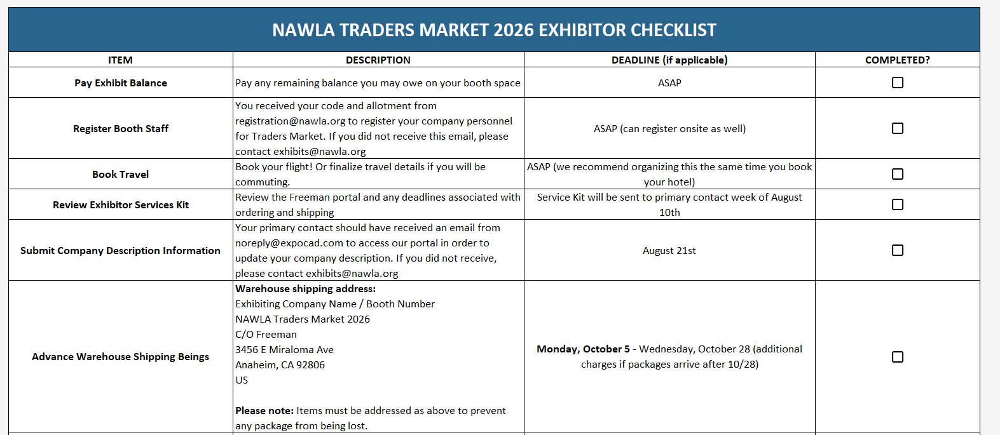 NAWLA TRADERS MARKET 2026 EXHIBITOR CHECKLIST
ITEM
DESCRIPTION
DEADLINE (if applicable)
COMPLETED?
Pay Exhibit Balance
Pay any remaining balance you may owe on your booth space
ASAP
Register Booth Staff
You received your code and allotment from
registration@nawla.org to register your company personnel
for Traders Market. If you did not receive this email, please
contact exhibits@nawla.org
ASAP (can register onsite as well)
Book Travel
Book your flight! Or finalize travel details if you will be
commuting.
ASAP (we recommend organizing this the same time you book
your hotel)
Review Exhibitor Services Kit
Review the Freeman portal and any deadlines associated with
ordering and shipping
Service Kit will be sent to primary contact week of August
10th
Submit Company Description Information
Your primary contact should have received an email from
noreply@expocad.com to access our portal in order to
update your company description. If you did not receive,
please contact exhibits@nawla.org
August 21st
Advance Warehouse Shipping Beings
Warehouse shipping address:
Exhibiting Company Name / Booth Number
NAWLA Traders Market 2026
C/O Freeman
3456 E Miraloma Ave
Anaheim, CA 92806
US
Please note: Items must be addressed as above to prevent
any package from being lost.
Monday, October 5 - Wednesday, October 28 (additional
charges if packages arrive after 10/28)